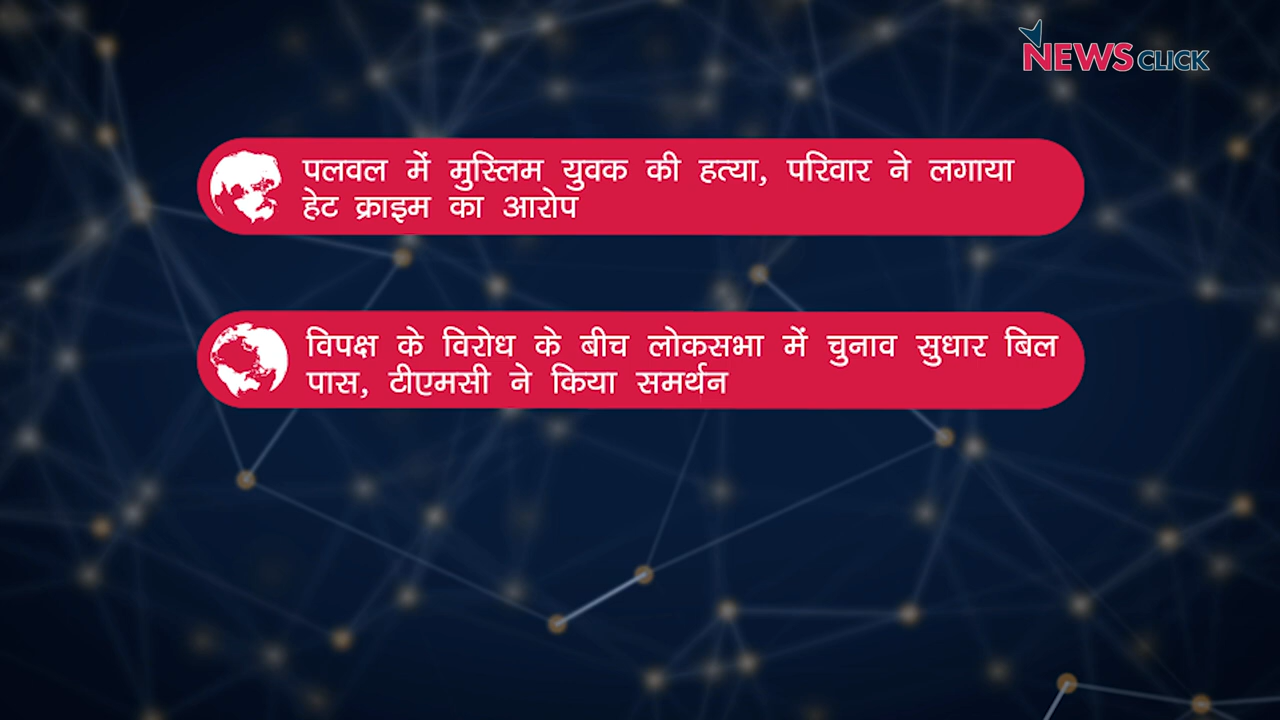 NEWSCLICK
पलवल में मुस्लिम युवक की हत्या, परिवार ने लगाया
हेट क्राइम का आरोप
विपक्ष के विरोध के बीच लोकसभा में चुनाव सुधार बिल
पास, टीएमसी ने किया समर्थन